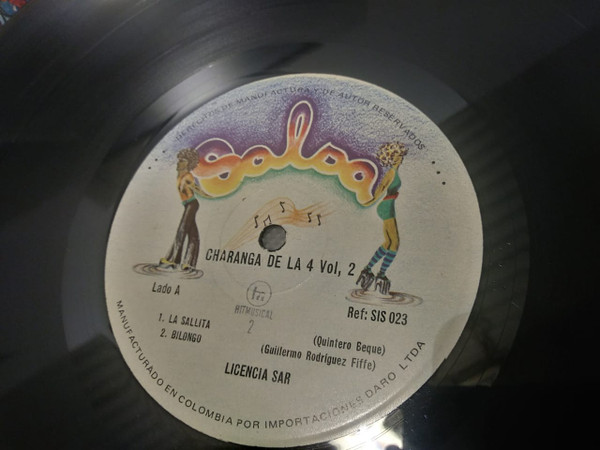 DERECHOS DE MANUFACTURA Y DE AUTOR RESERVADOS
Salsa
CHARANGA DE LA 4 Vol, 2
Lado A
HITMUSICAL
2
Ref: SIS 023
1. LA SALLITA (Quintero Beque)
2. BILONGO (Guillermo Rodriguez Fiffe)
LICENCIA SAR
MANUFACTURADO EN COLOMBIA POR IMPORTACIONES DARO LTDA